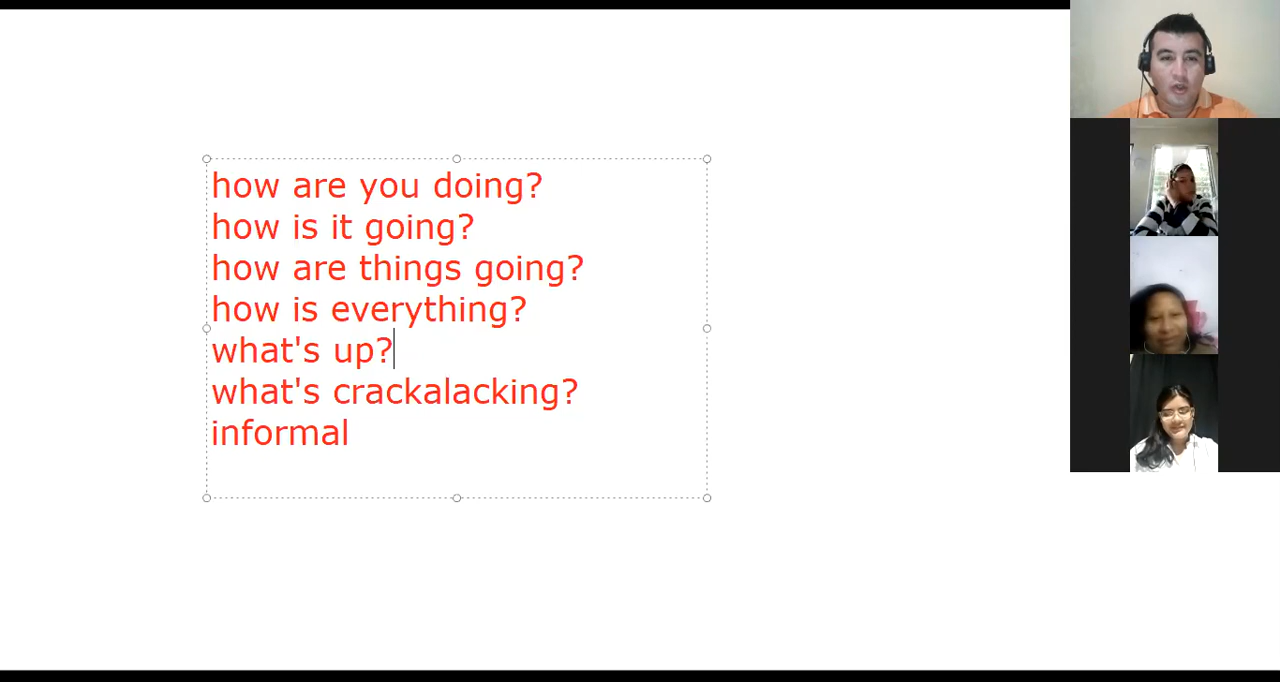 how are you doing?
how is it going?
how are things going?
how is everything?
what's up?
what's crackalacking?
informal